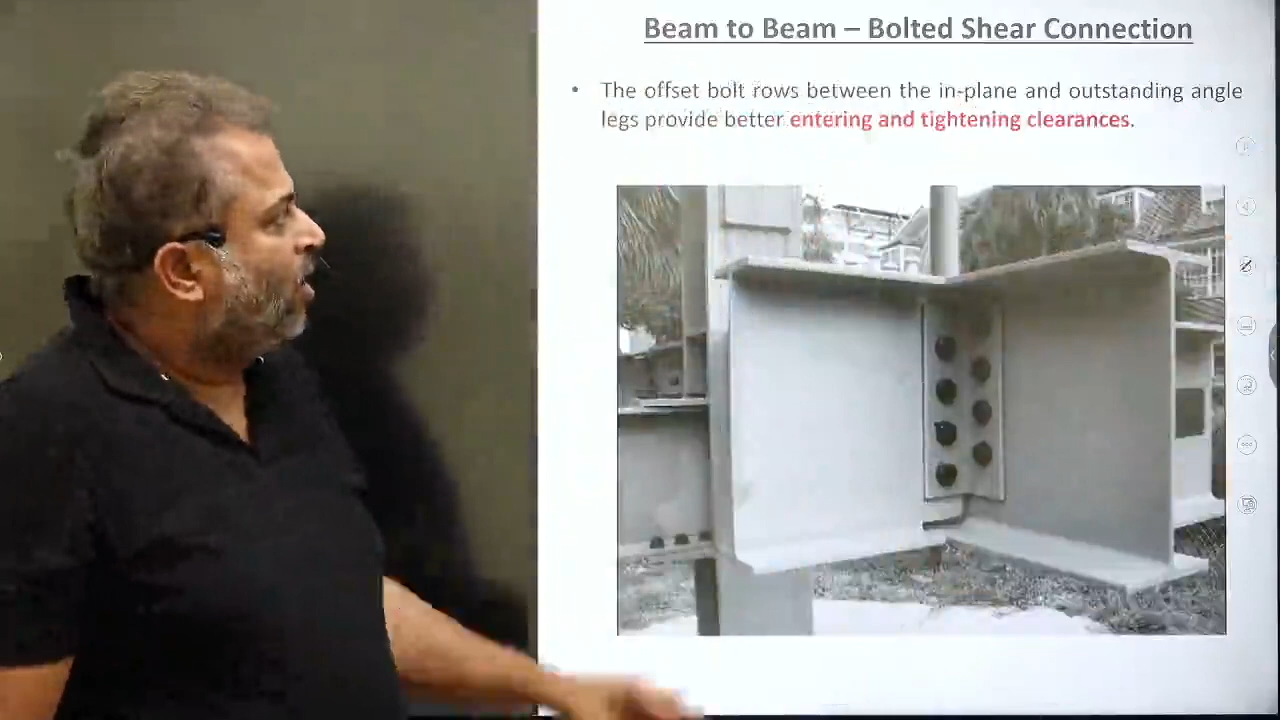 Beam to Beam – Bolted Shear Connection
• The offset bolt rows between the in-plane and outstanding angle
legs provide better entering and tightening clearances.